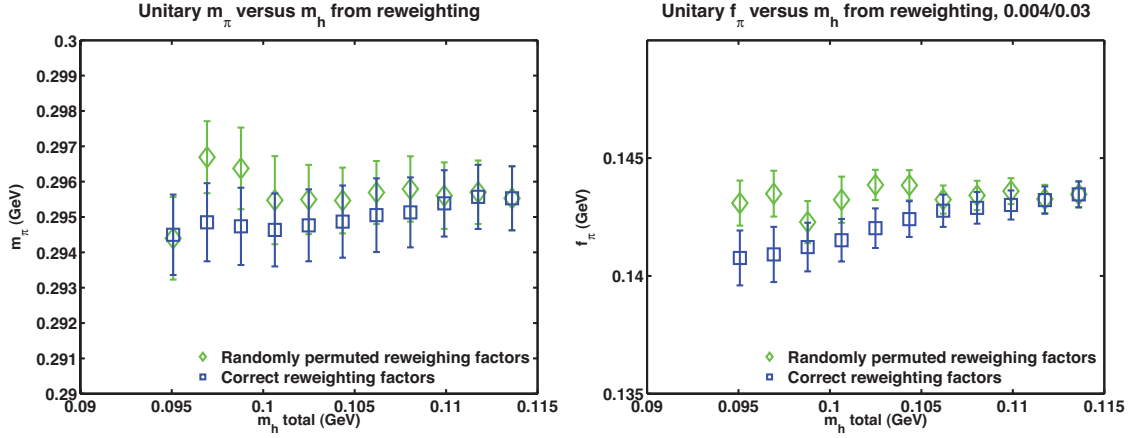 Unitary m_π versus m_h from reweighting
0.3
0.299
0.298
0.297
0.296
0.295
0.294
0.293
0.292
0.291
0.29
m_π (GeV)
Randomly permuted reweighing factors
Correct reweighting factors
0.09 0.095 0.1 0.105 0.11 0.115
m_h total (GeV)
Unitary f_π versus m_h from reweighting, 0.004/0.03
0.145
0.14
0.135
f_π (GeV)
Randomly permuted reweighing factors
Correct reweighting factors
0.09 0.095 0.1 0.105 0.11 0.115
m_h total (GeV)